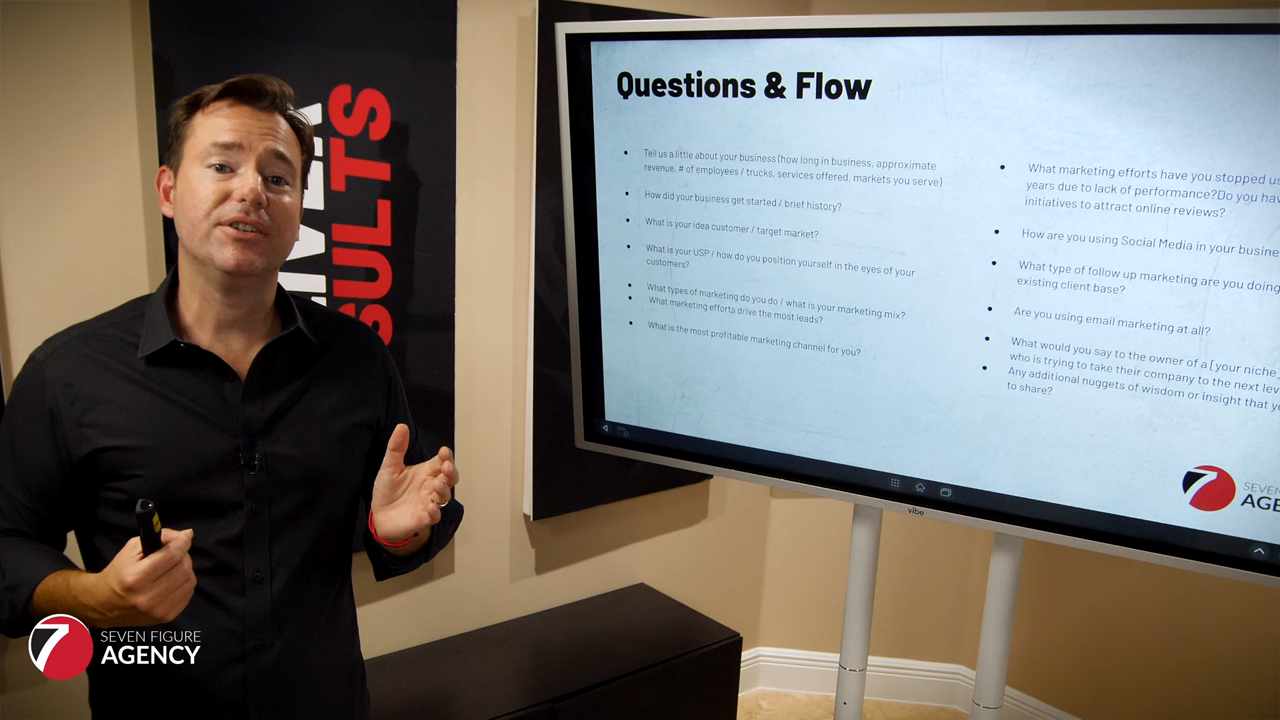 SULTS
Questions & Flow
Tell us a little about your business [how long in business, approximate
revenue, # of employees / trucks, services offered, markets you serve)
How did your business get started / brief history?
What is your idea customer / target market?
What is your USP / how do you position yourself in the eyes of your
customers?
What types of marketing do you do / what is your marketing mix?
What marketing efforts drive the most leads?
What is the most profitable marketing channel for you?
What marketing efforts have you stopped us
years due to lack of performance?Do you hav
initiatives to attract online reviews?
How are you using Social Media in your busine
What type of follow up marketing are you doing
existing client base?
Are you using email marketing at all?
What would you say to the owner of a [your niche
who is trying to take their company to the next lev
Any additional nuggets of wisdom or insight that y
to share?
SEVEN
AGE
vibe
7
SEVEN FIGURE
AGENCY